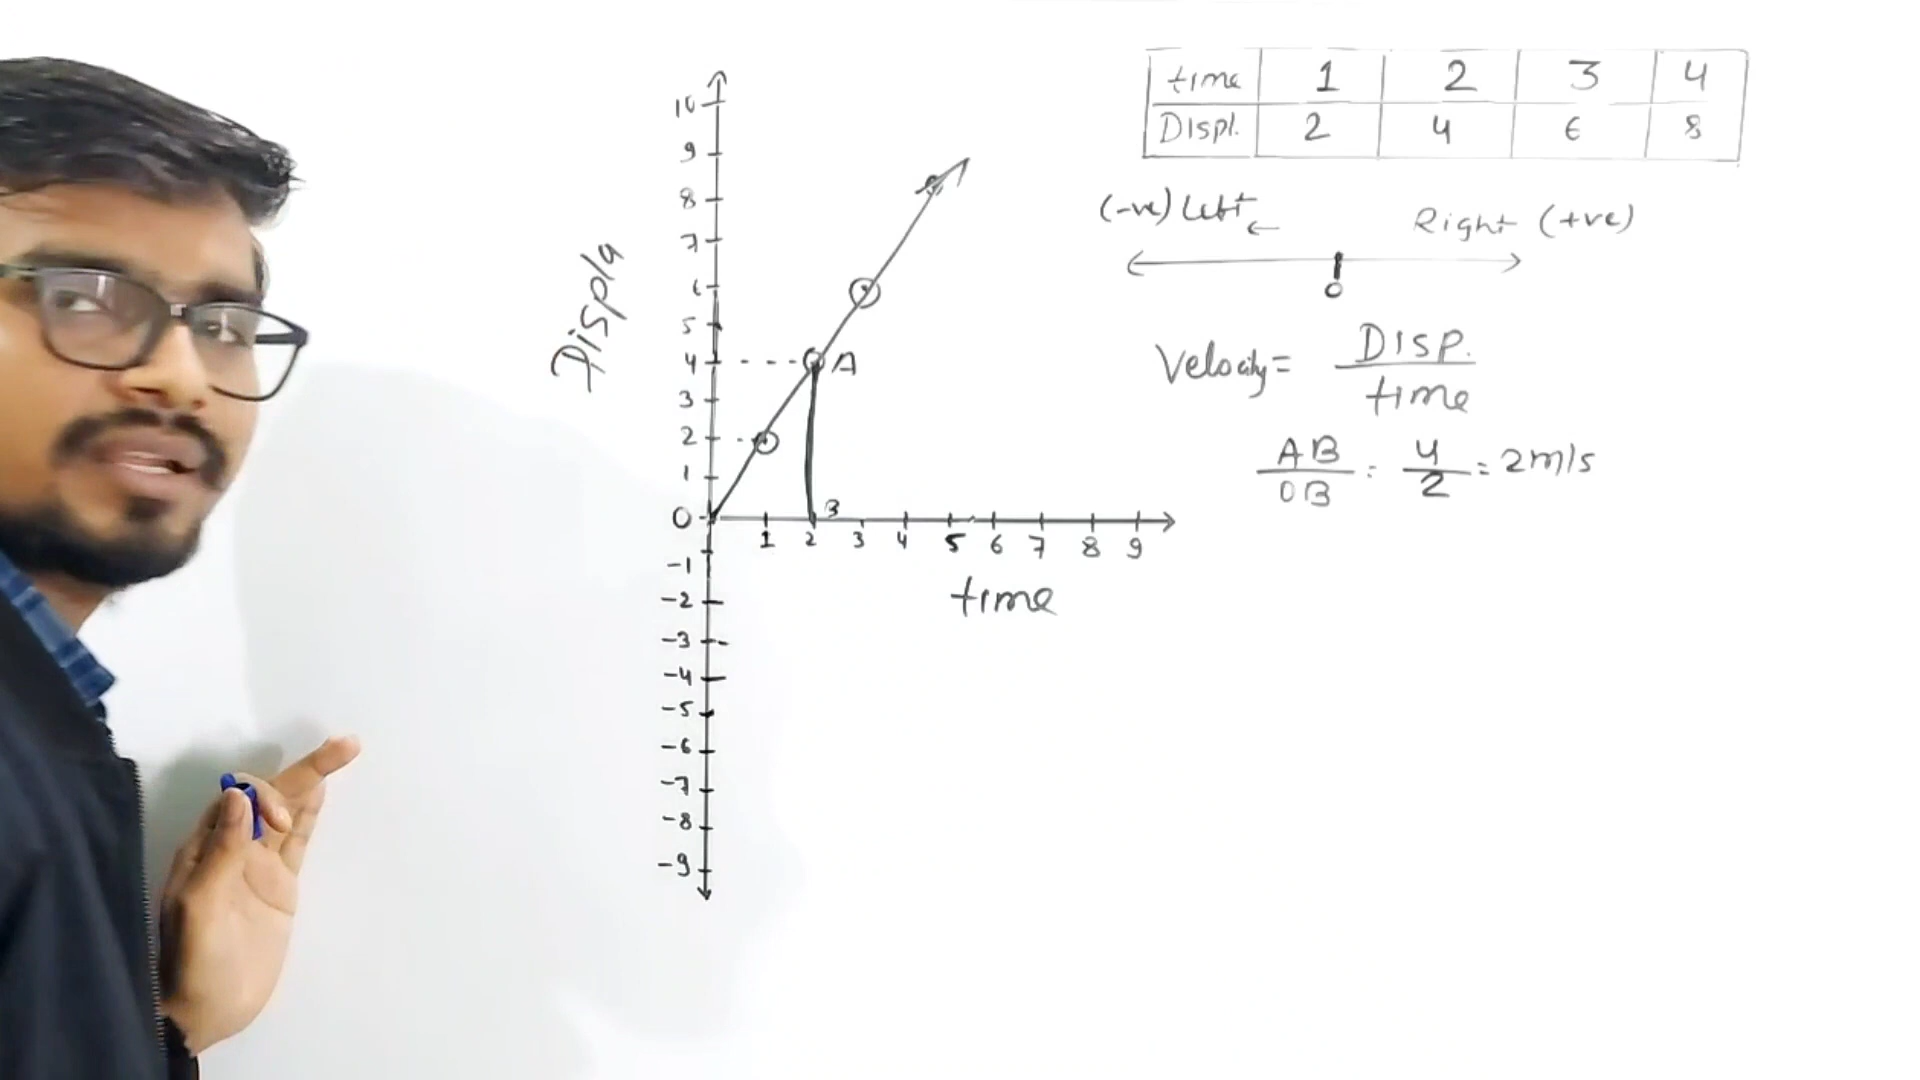 10
9
8
7
6
5
4 A
3
2
1
0 B
1 2 3 4 5 6 7 8 9
-1
-2
-3
-4
-5
-6
-7
-8
-9
Displa
time
time 1 2 3 4
Displ. 2 4 6 8
(-ve) Left ← Right (+ve)
0
Velocity = Disp. / time
AB / OB = 4 / 2 = 2 m/s